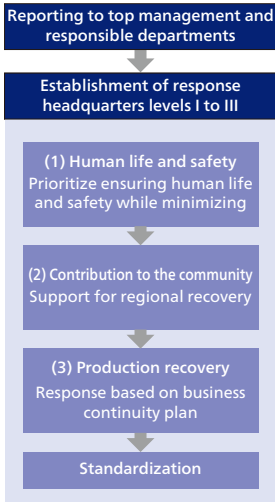 Reporting to top management and
responsible departments
Establishment of response
headquarters levels I to III
(1) Human life and safety
Prioritize ensuring human life
and safety while minimizing
(2) Contribution to the community
Support for regional recovery
(3) Production recovery
Response based on business
continuity plan
Standardization